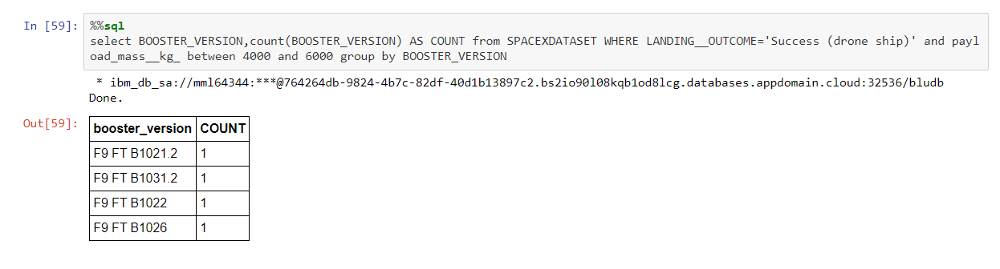 In [59]: %%sql
select BOOSTER_VERSION,count(BOOSTER_VERSION) AS COUNT from SPACEXDATASET WHERE LANDING__OUTCOME='Success (drone ship)' and payl
oad_mass__kg_ between 4000 and 6000 group by BOOSTER_VERSION
* ibm_db_sa://mml64344:***@764264db-9824-4b7c-82df-40d1b13897c2.bs2io90l08kqb1od8lcg.databases.appdomain.cloud:32536/bludb
Done.
Out[59]: booster_version COUNT
F9 FT B1021.2 1
F9 FT B1031.2 1
F9 FT B1022 1
F9 FT B1026 1